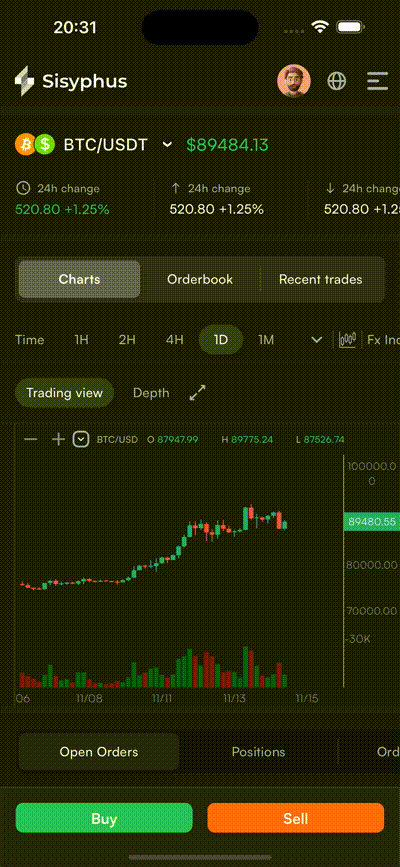 20:31
Sisyphus
BTC/USDT $89484.13
24h change 24h change 24h change
520.80 +1.25% 520.80 +1.25% 520.80 +1.2
Charts Orderbook Recent trades
Time 1H 2H 4H 1D 1M Fx In
Trading view Depth
BTC/USD O 87947.99 H 89775.24 L 87526.74
100000.0
0
89480.55
80000.00
70000.00
-30K
06 11/08 11/11 11/13 11/15
Open Orders Positions Ord
Buy Sell